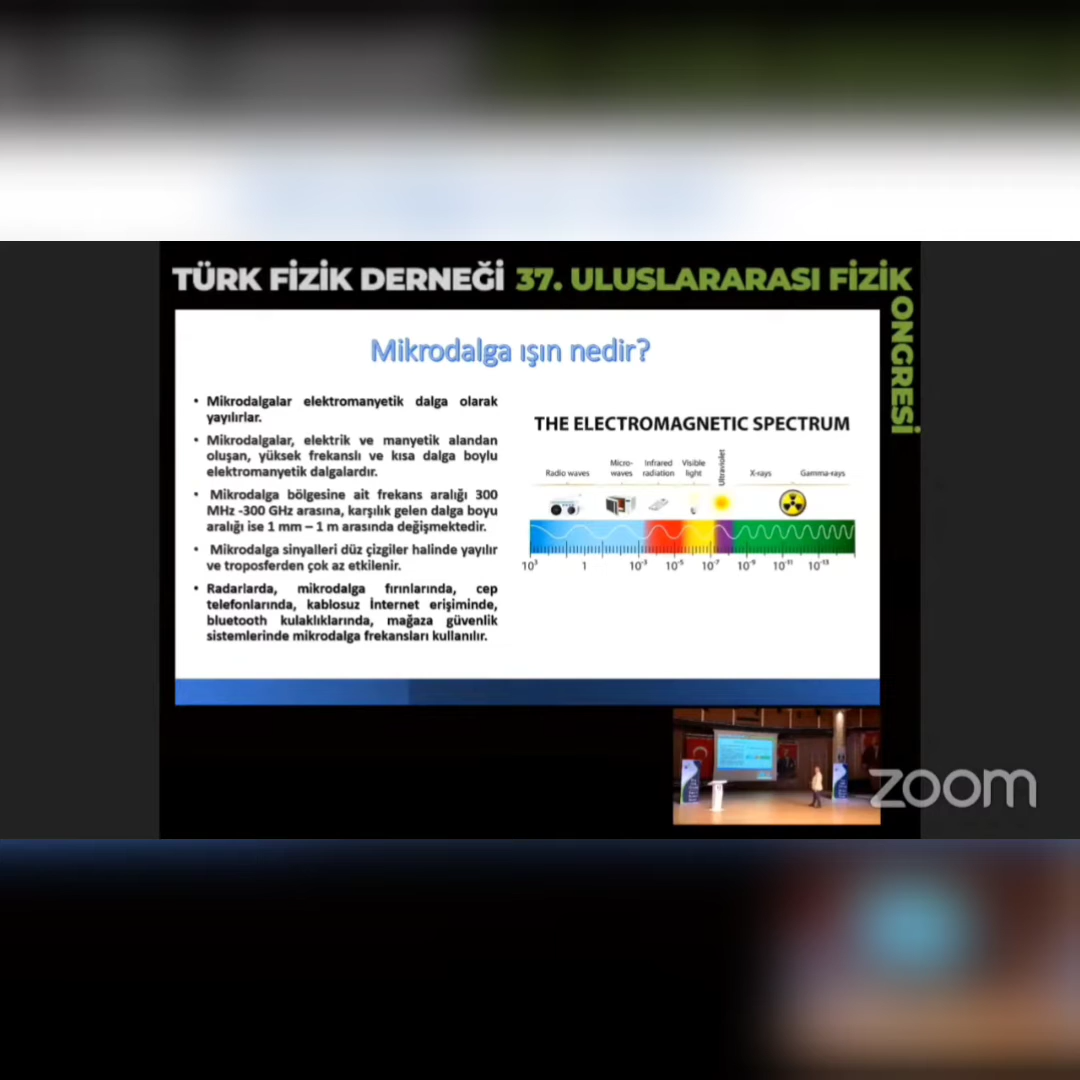 TÜRK FİZİK DERNEĞİ 37. ULUSLARARASI FİZİK
KONGRESİ
Mikrodalga ışın nedir?
• Mikrodalgalar elektromanyetik dalga olarak
yayılırlar.
• Mikrodalgalar, elektrik ve manyetik alandan
oluşan, yüksek frekanslı ve kısa dalga boylu
elektromanyetik dalgalardır.
• Mikrodalga bölgesine ait frekans aralığı 300
MHz -300 GHz arasına, karşılık gelen dalga boyu
aralığı ise 1 mm – 1 m arasında değişmektedir.
• Mikrodalga sinyalleri düz çizgiler halinde yayılır
ve troposferden çok az etkilenir.
• Radarlarda, mikrodalga fırınlarında, cep
telefonlarında, kablosuz İnternet erişiminde,
bluetooth kulaklıklarında, mağaza güvenlik
sistemlerinde mikrodalga frekansları kullanılır.
THE ELECTROMAGNETIC SPECTRUM
Radio waves
Micro-
waves
Infrared
radiation
Visible
light
Ultraviolet
X-rays
Gamma-rays
10³ 1 10⁻³ 10⁻⁵ 10⁻⁷ 10⁻⁹ 10⁻¹¹ 10⁻¹³
zoom